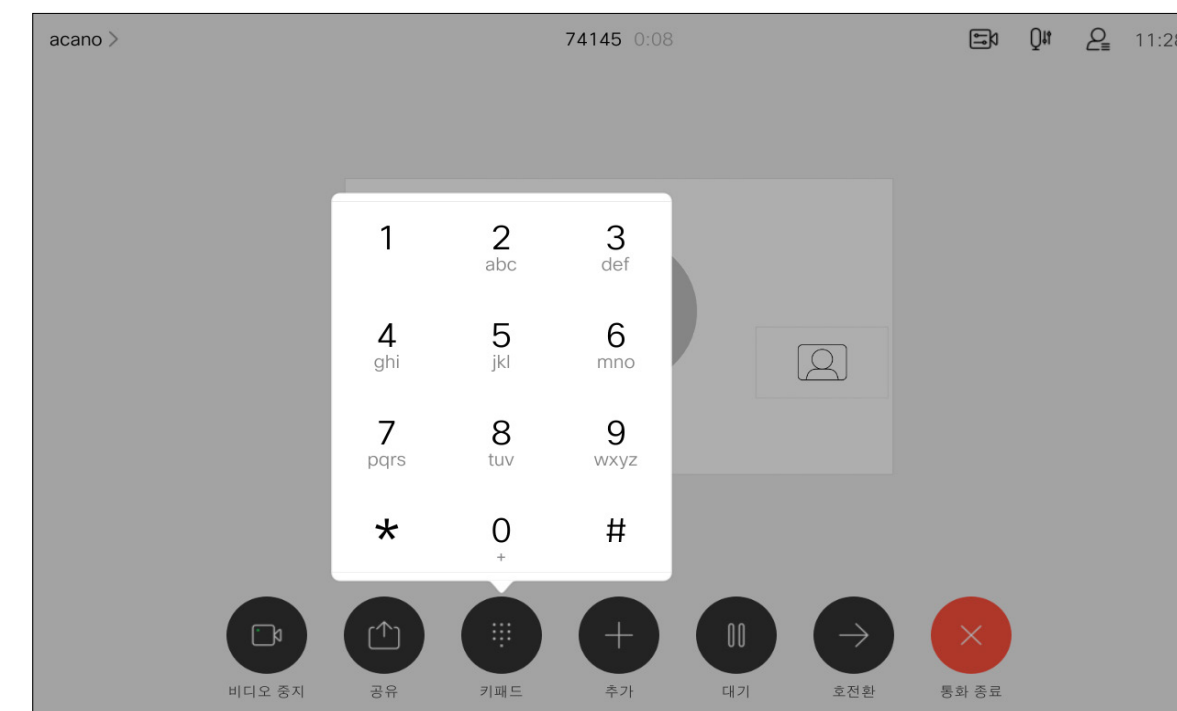 acano >
74145 0:08
11:28
1 2 3
abc def
4 5 6
ghi jkl mno
7 8 9
pqrs tuv wxyz
* 0 #
+
비디오 중지 공유 키패드 추가 대기 호전환 통화 종료